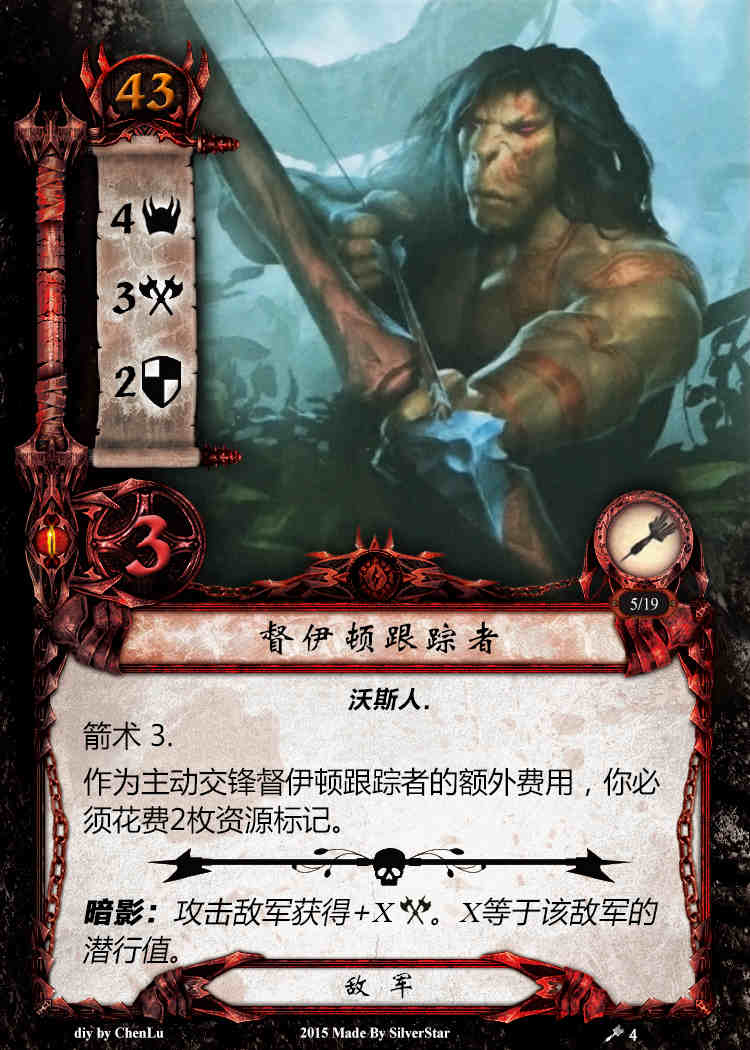 43
4
3
2
3
5/19
督伊顿跟踪者
沃斯人.
箭术 3.
作为主动交锋督伊顿跟踪者的额外费用，你必
须花费2枚资源标记。
暗影：攻击敌军获得+X。X等于该敌军的
潜行值。
敌军
diy by ChenLu
2015 Made By SilverStar
4